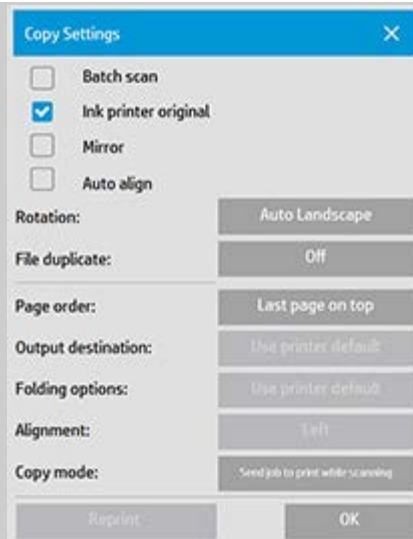 Copy Settings
Batch scan
Ink printer original
Mirror
Auto align
Rotation: Auto Landscape
File duplicate: Off
Page order: Last page on top
Output destination: Use printer default
Folding options: Use printer default
Alignment: Left
Copy mode: Send job to print while scanning
Reprint OK